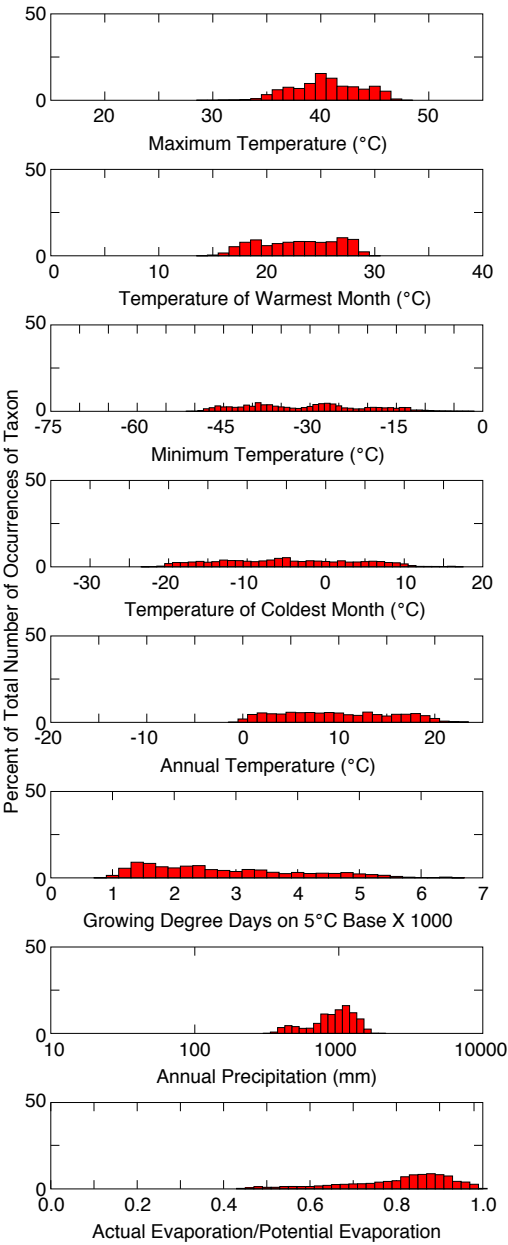 Percent of Total Number of Occurrences of Taxon
50
0
20 30 40 50
Maximum Temperature (°C)
50
0
0 10 20 30 40
Temperature of Warmest Month (°C)
50
0
-75 -60 -45 -30 -15 0
Minimum Temperature (°C)
50
0
-30 -20 -10 0 10 20
Temperature of Coldest Month (°C)
50
0
-20 -10 0 10 20
Annual Temperature (°C)
50
0
0 1 2 3 4 5 6 7
Growing Degree Days on 5°C Base X 1000
50
0
10 100 1000 10000
Annual Precipitation (mm)
50
0
0.0 0.2 0.4 0.6 0.8 1.0
Actual Evaporation/Potential Evaporation